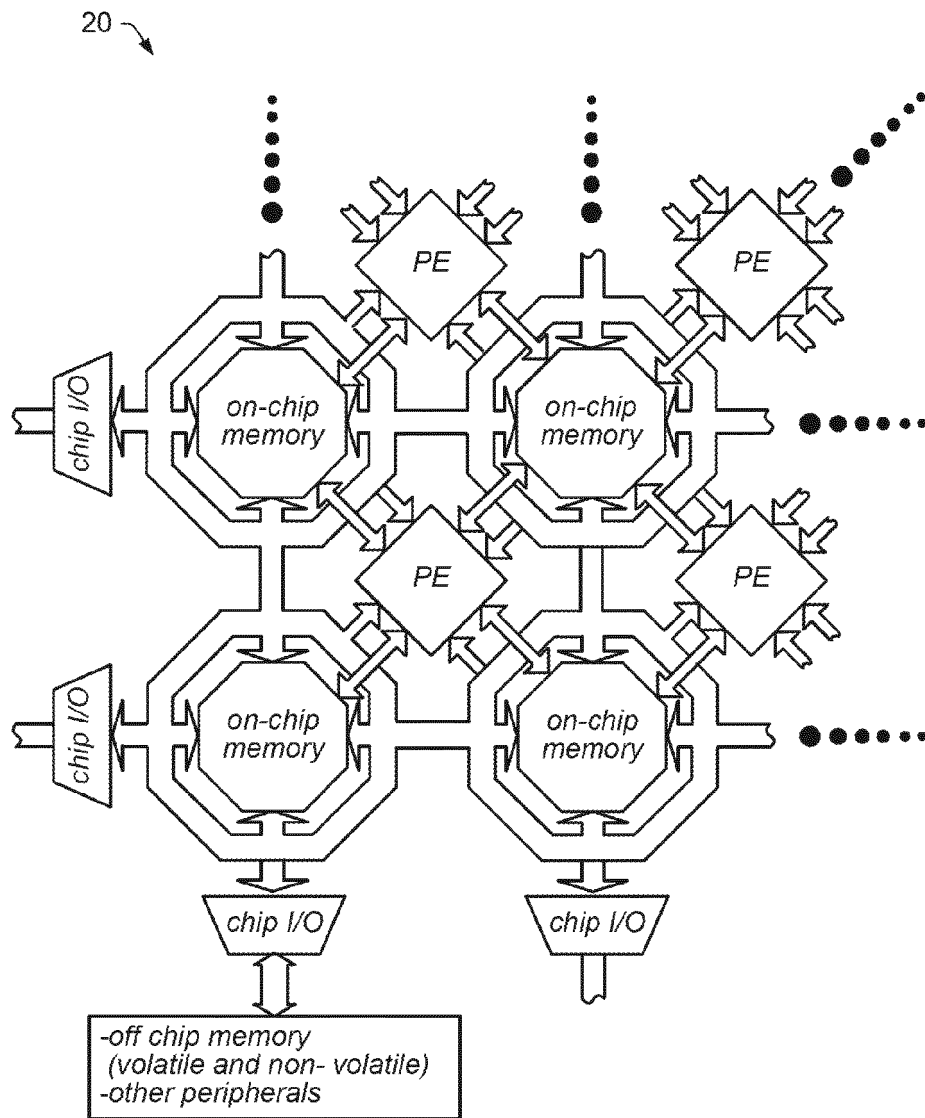 20
PE
PE
chip I/O
on-chip
memory
on-chip
memory
PE
PE
chip I/O
on-chip
memory
on-chip
memory
chip I/O
chip I/O
-off chip memory
(volatile and non- volatile)
-other peripherals